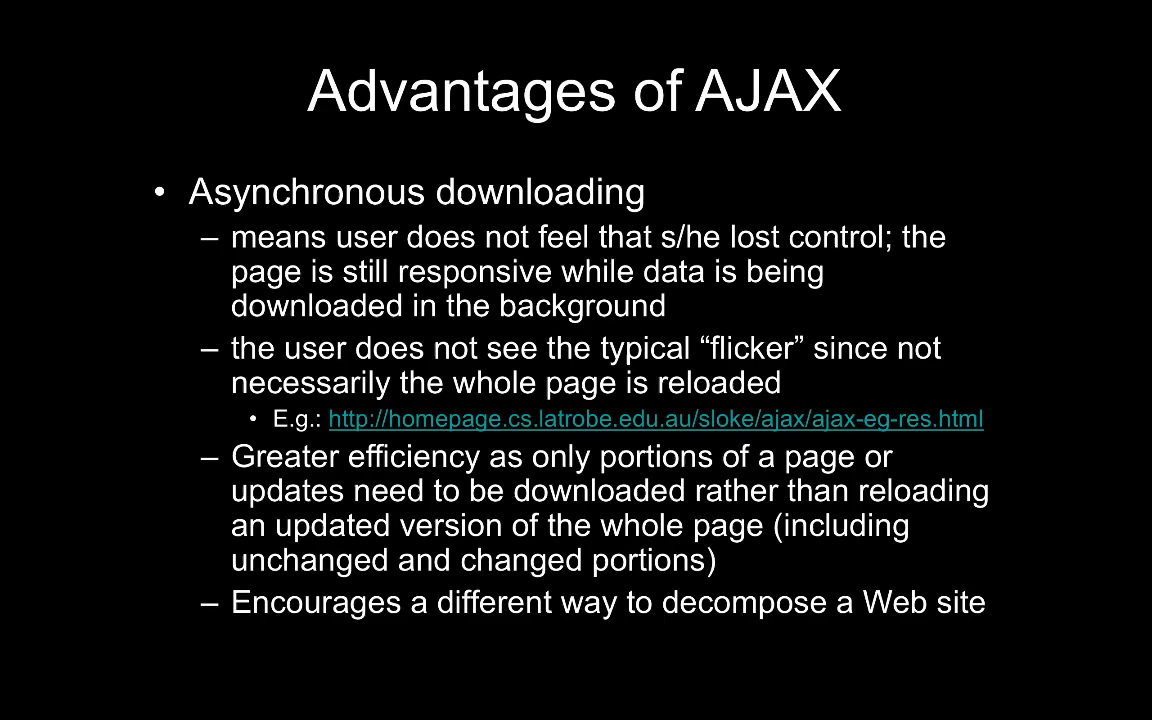 Advantages of AJAX
• Asynchronous downloading
– means user does not feel that s/he lost control; the
page is still responsive while data is being
downloaded in the background
– the user does not see the typical “flicker” since not
necessarily the whole page is reloaded
• E.g.: http://homepage.cs.latrobe.edu.au/sloke/ajax/ajax-eg-res.html
– Greater efficiency as only portions of a page or
updates need to be downloaded rather than reloading
an updated version of the whole page (including
unchanged and changed portions)
– Encourages a different way to decompose a Web site